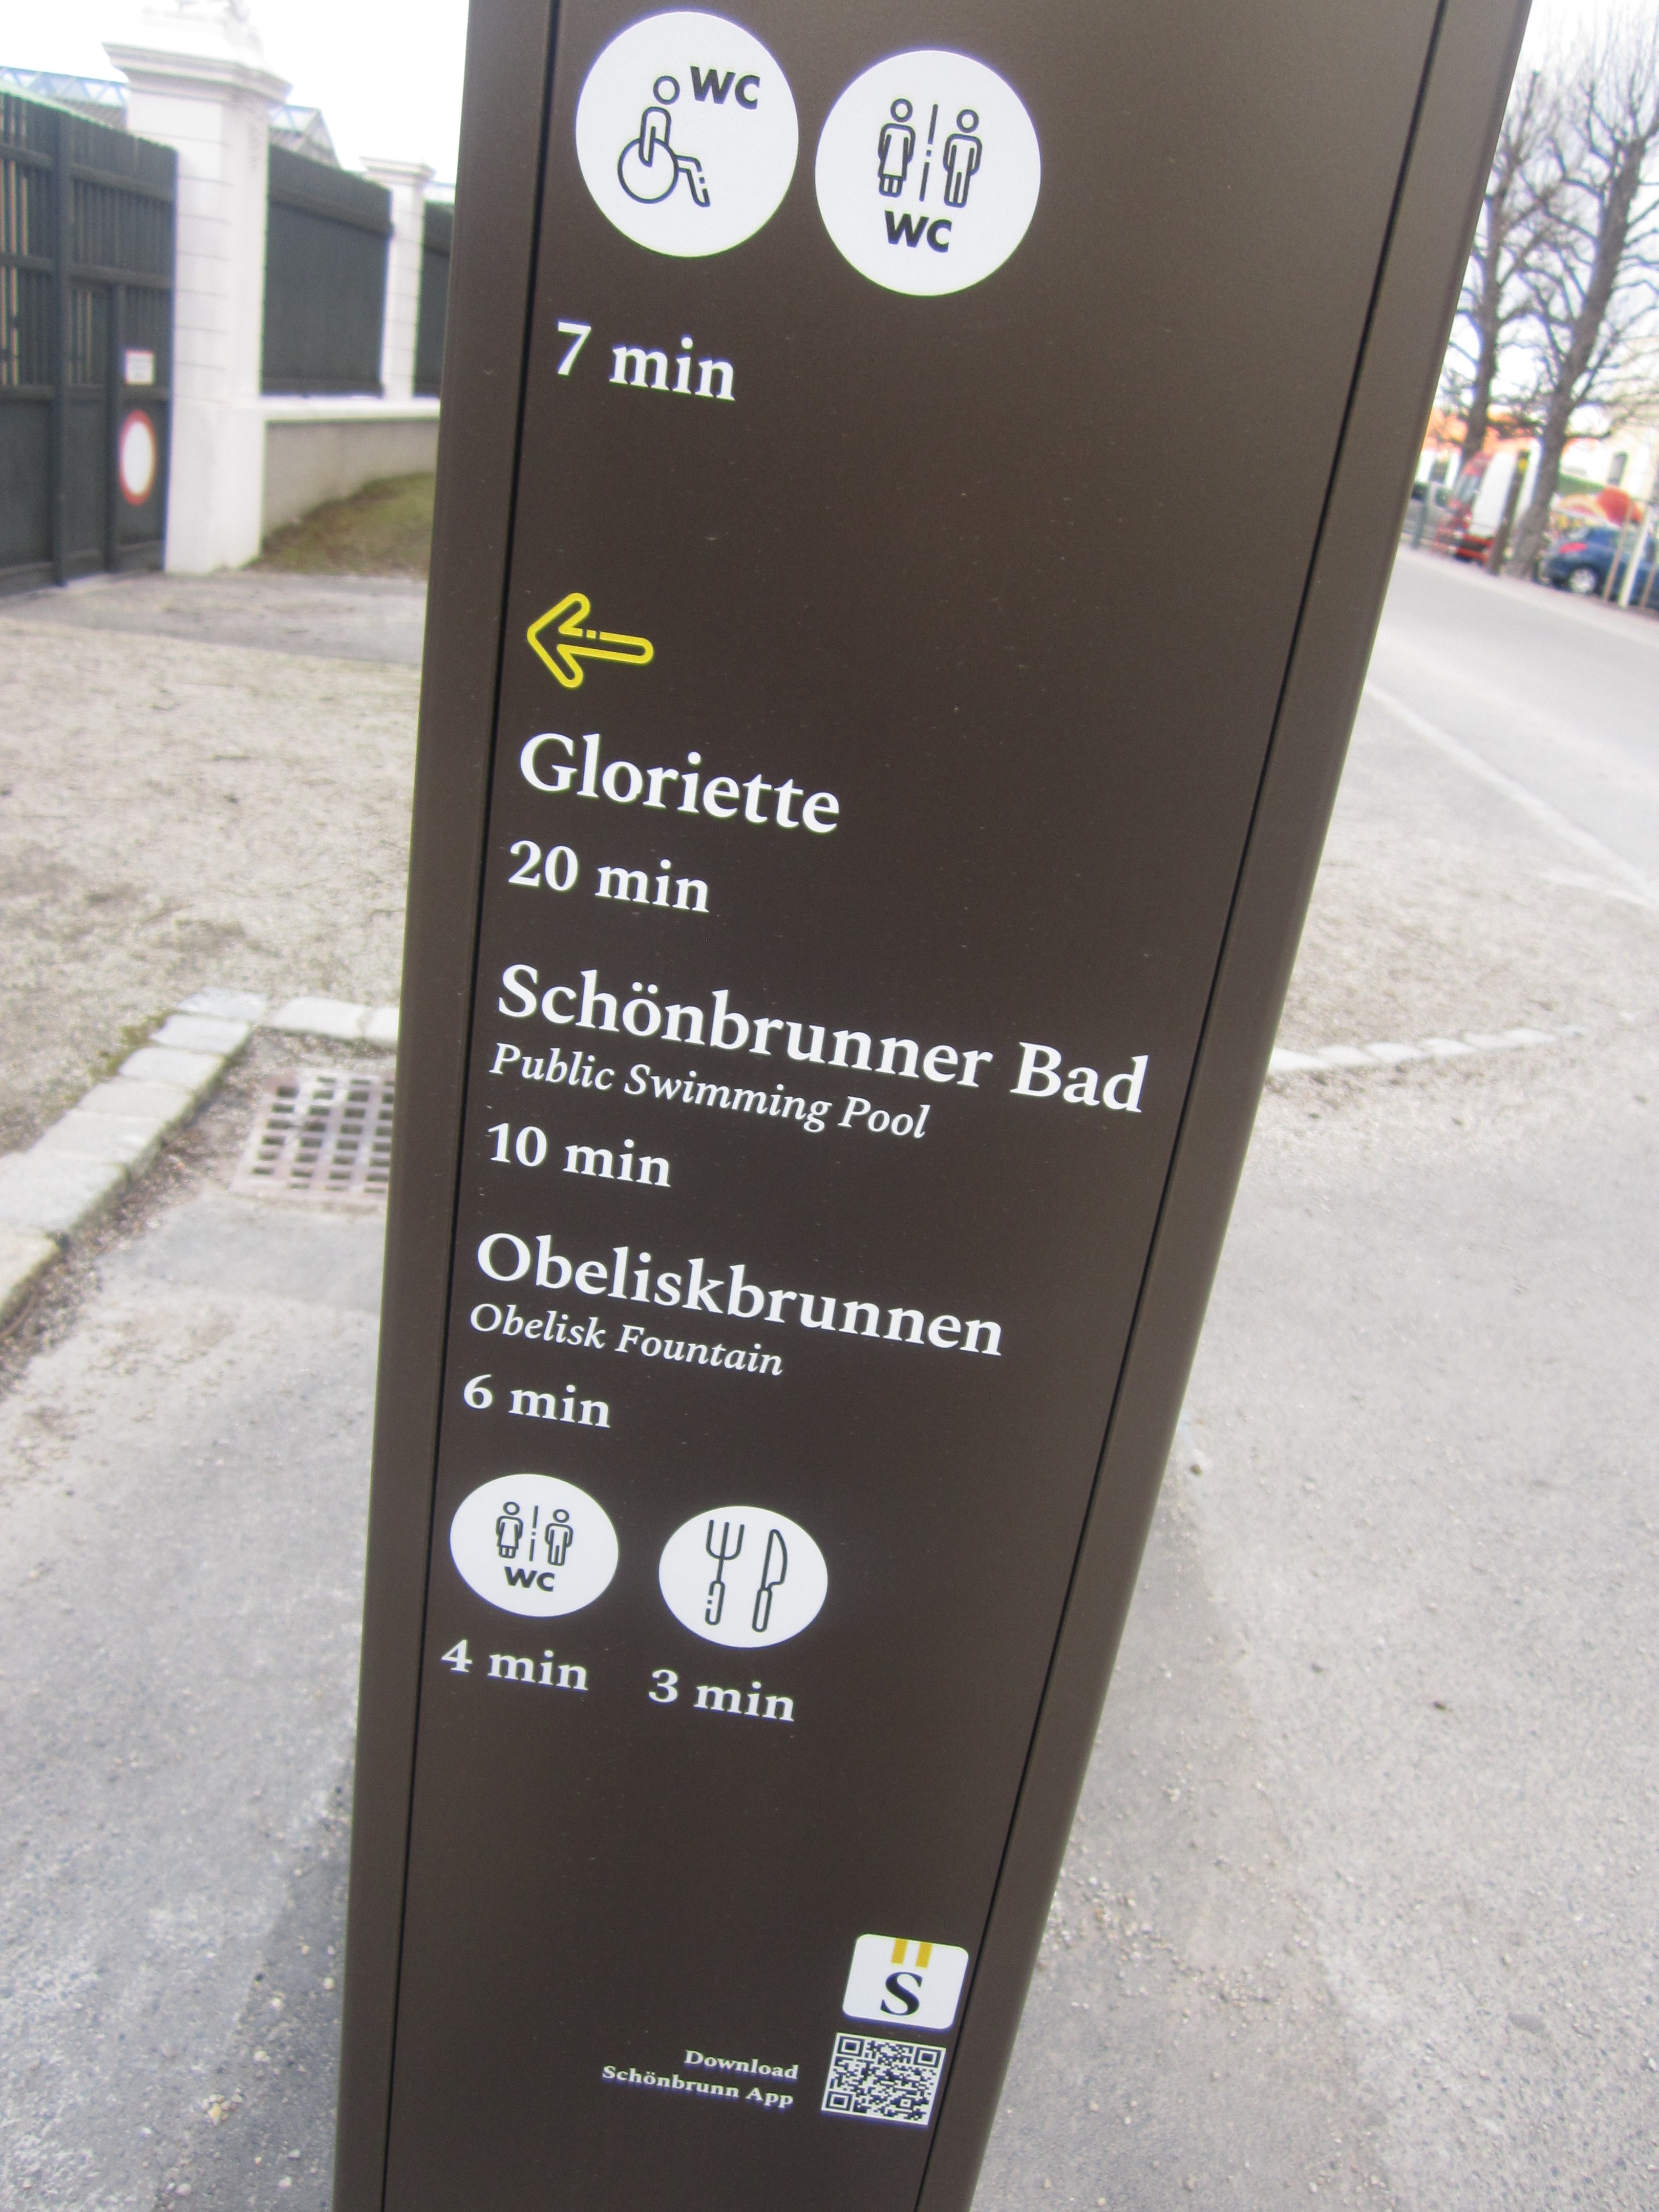 WC
WC
7 min
Gloriette
20 min
Schönbrunner Bad
Public Swimming Pool
10 min
Obeliskbrunnen
Obelisk Fountain
6 min
WC
4 min 3 min
S
Download
Schönbrunn App